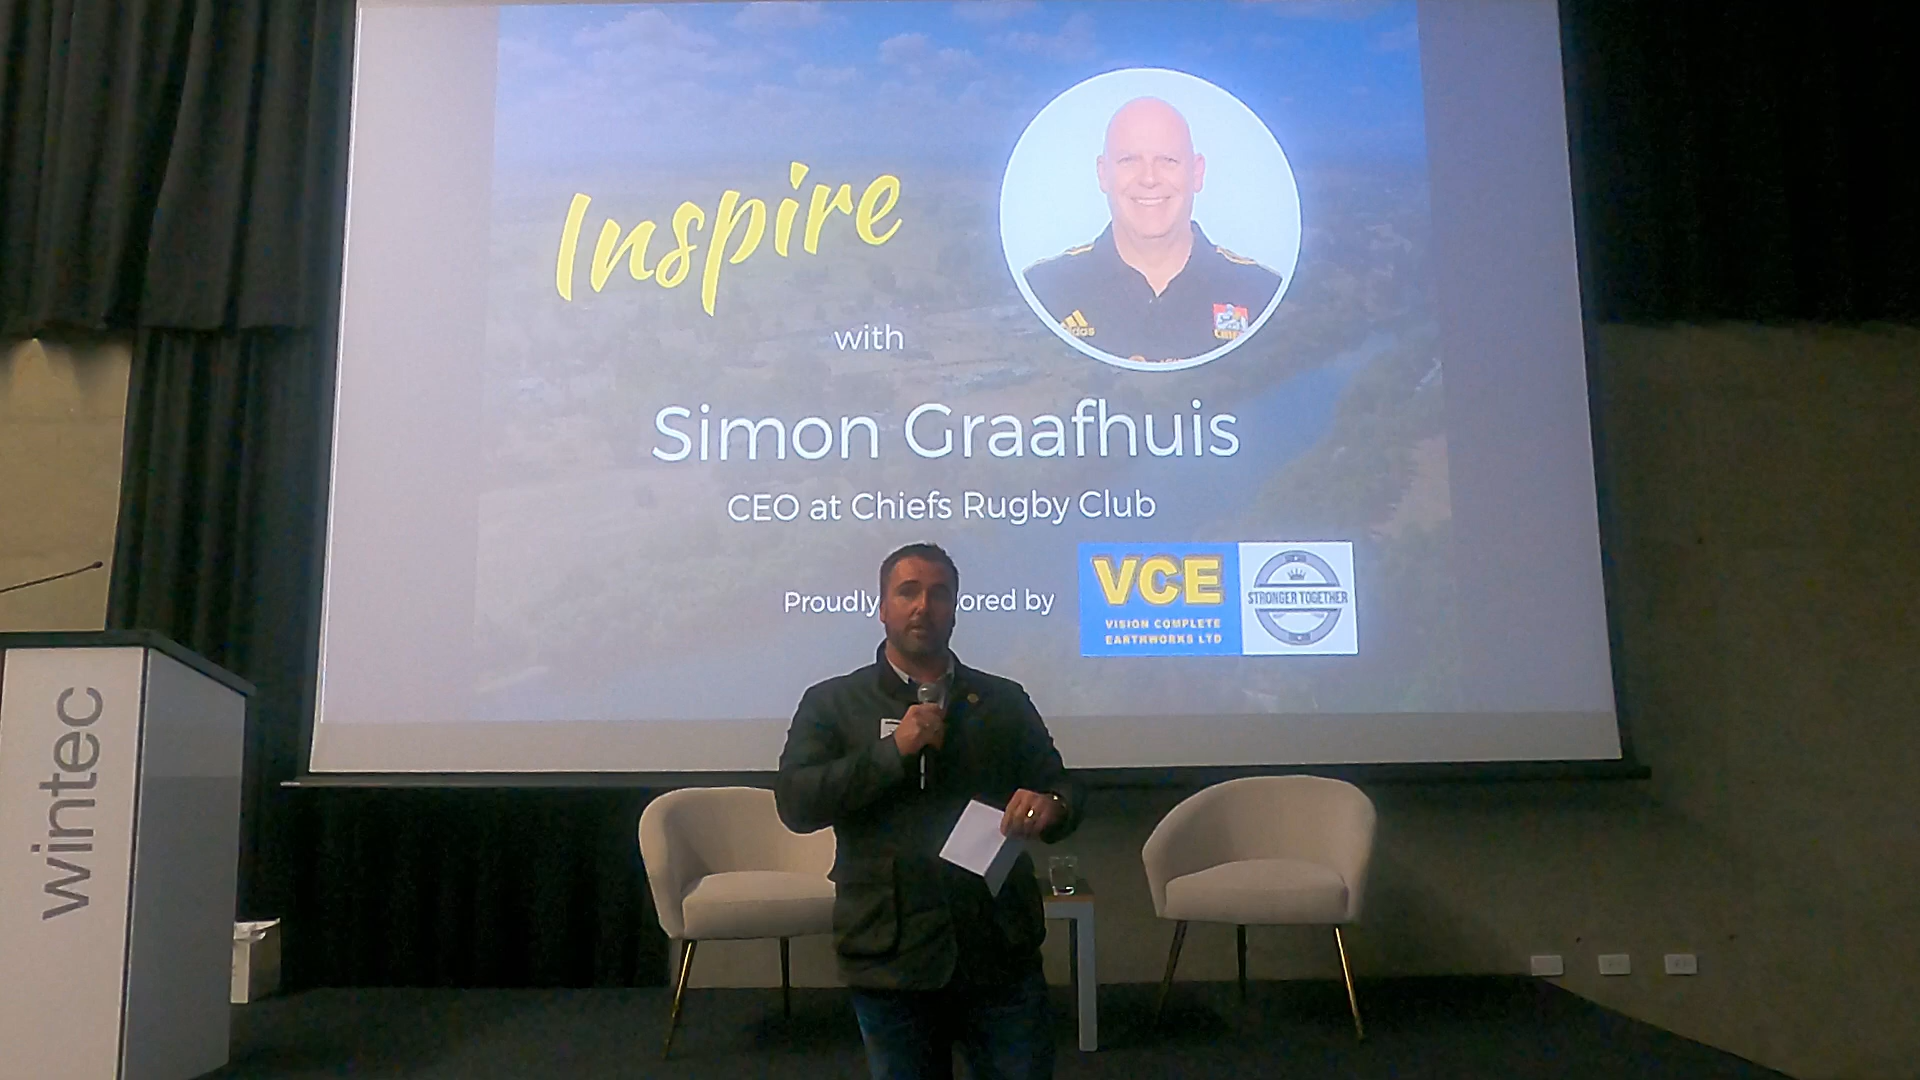 Inspire
with
Simon Graafhuis
CEO at Chiefs Rugby Club
Proudly ored by
VCE
VISION COMPLETE
EARTHWORKS LTD
STRONGER TOGETHER
wintec